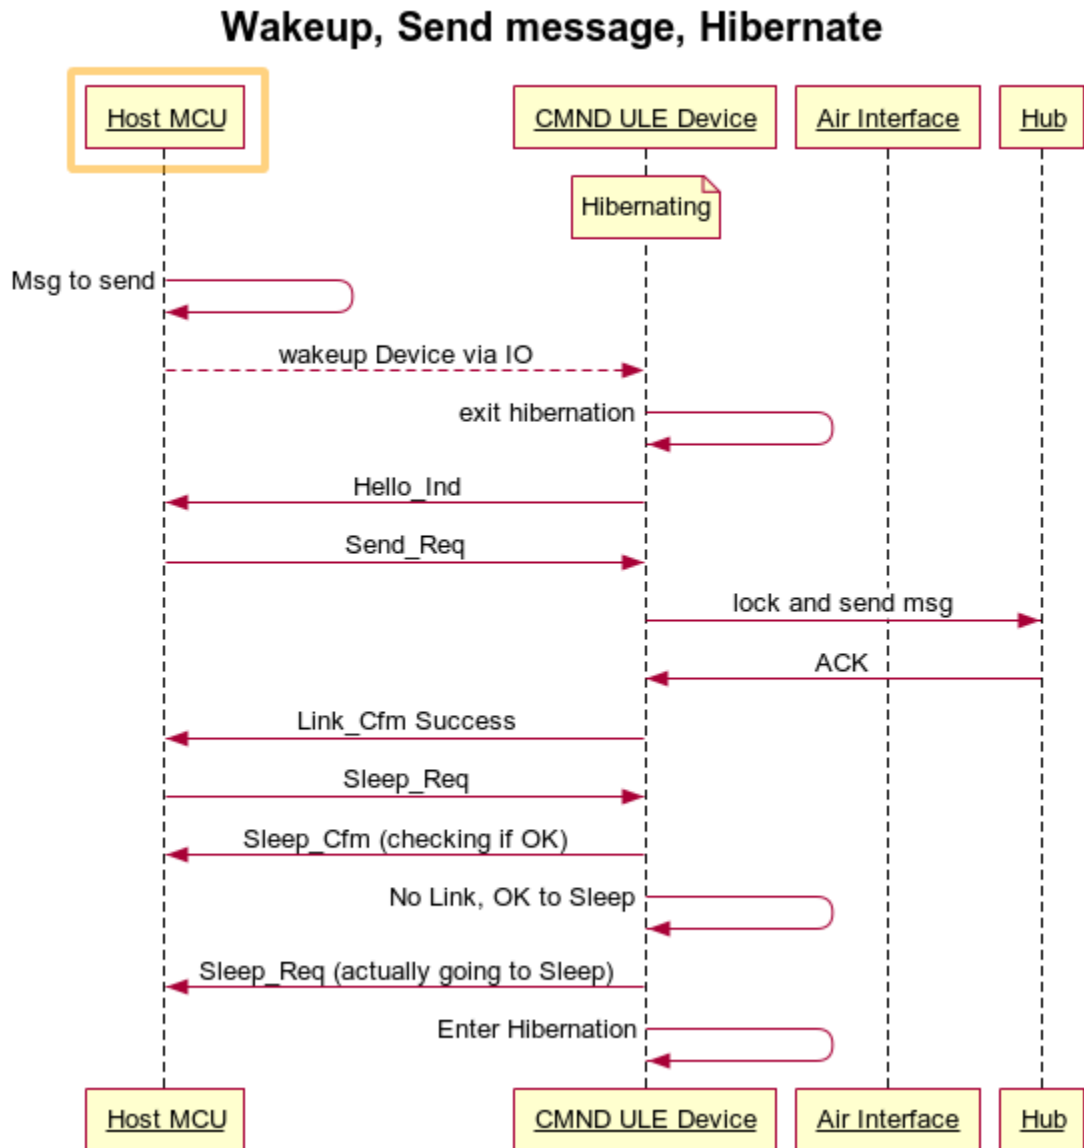 Wakeup, Send message, Hibernate
Host MCU
CMND ULE Device
Air Interface
Hub
Hibernating
Msg to send
wakeup Device via IO
exit hibernation
Hello_Ind
Send_Req
lock and send msg
ACK
Link_Cfm Success
Sleep_Req
Sleep_Cfm (checking if OK)
No Link, OK to Sleep
Sleep_Req (actually going to Sleep)
Enter Hibernation
Host MCU
CMND ULE Device
Air Interface
Hub